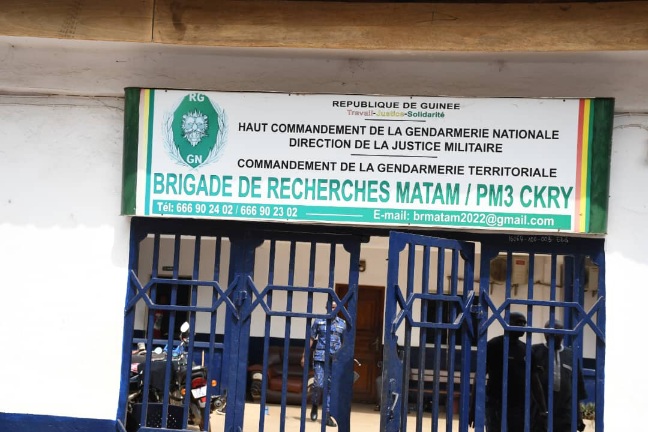 RG
GN
REPUBLIQUE DE GUINEE
Travail-Justice-Solidarité
HAUT COMMANDEMENT DE LA GENDARMERIE NATIONALE
DIRECTION DE LA JUSTICE MILITAIRE
COMMANDEMENT DE LA GENDARMERIE TERRITORIALE
BRIGADE DE RECHERCHES MATAM / PM3 CKRY
Tél: 666 90 24 02 / 666 90 23 02
E-mail: brmatam2022@gmail.com